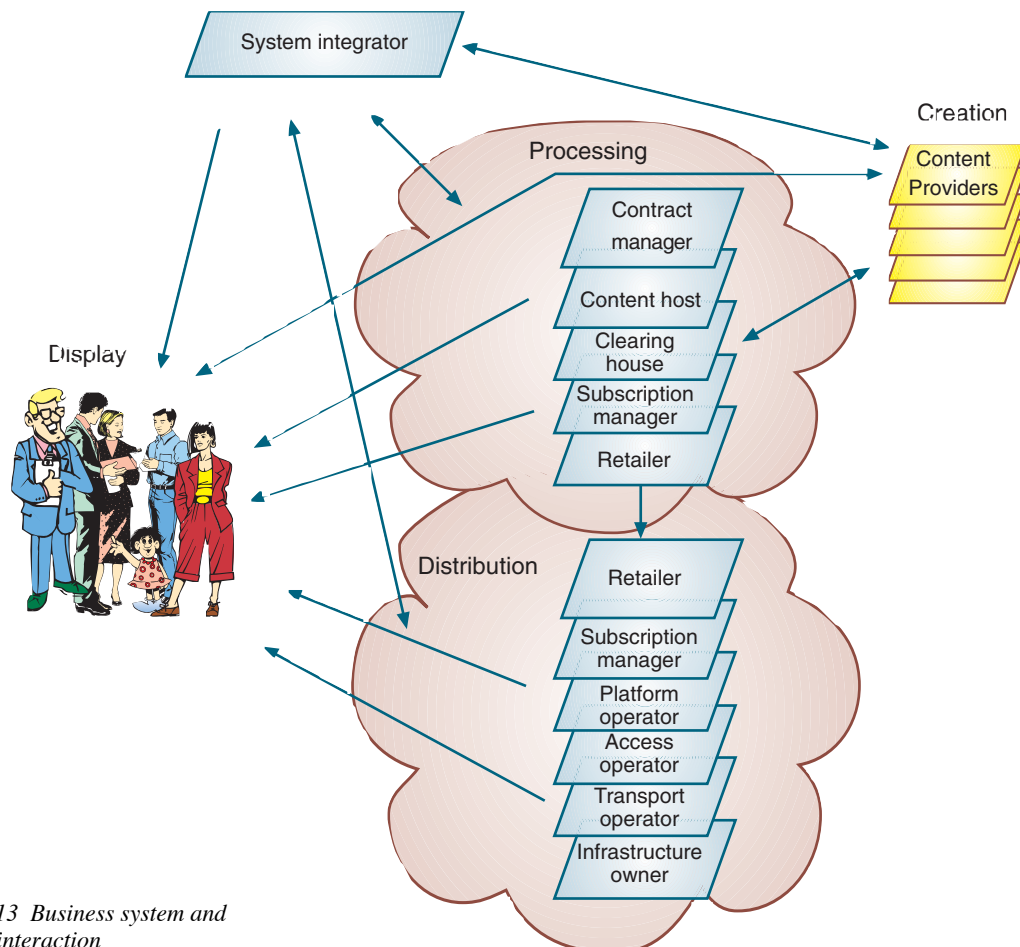 System integrator
Creation
Content
Providers
Processing
Contract
manager
Content host
Clearing
house
Subscription
manager
Retailer
Display
Distribution
Retailer
Subscription
manager
Platform
operator
Access
operator
Transport
operator
Infrastructure
owner
13 Business system and
interaction